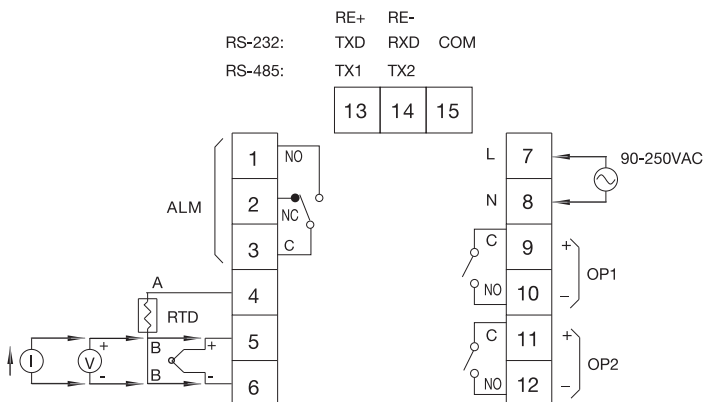 RE+ RE-
RS-232: TXD RXD COM
RS-485: TX1 TX2
13 14 15
ALM
1 NO
2
NC
3 C
A 4
RTD
I V + B + 5
- B - 6
L 7 90-250VAC
N 8
C 9 +
OP1
NO 10 −
C 11 +
OP2
NO 12 −